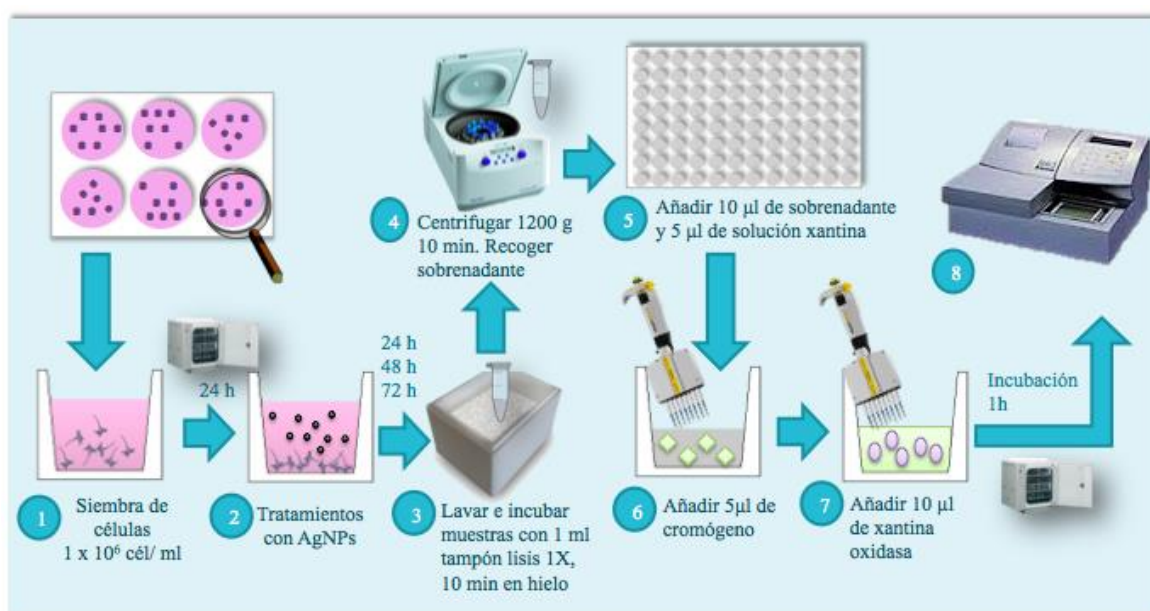 1
Siembra de
células
1 x 10⁶ cél/ ml
24 h
2
Tratamientos
con AgNPs
24 h
48 h
72 h
3
Lavar e incubar
muestras con 1 ml
tampón lisis 1X,
10 min en hielo
4
Centrifugar 1200 g
10 min. Recoger
sobrenadante
5
Añadir 10 µl de sobrenadante
y 5 µl de solución xantina
6
Añadir 5µl de
cromógeno
7
Añadir 10 µl
de xantina
oxidasa
Incubación
1h
8